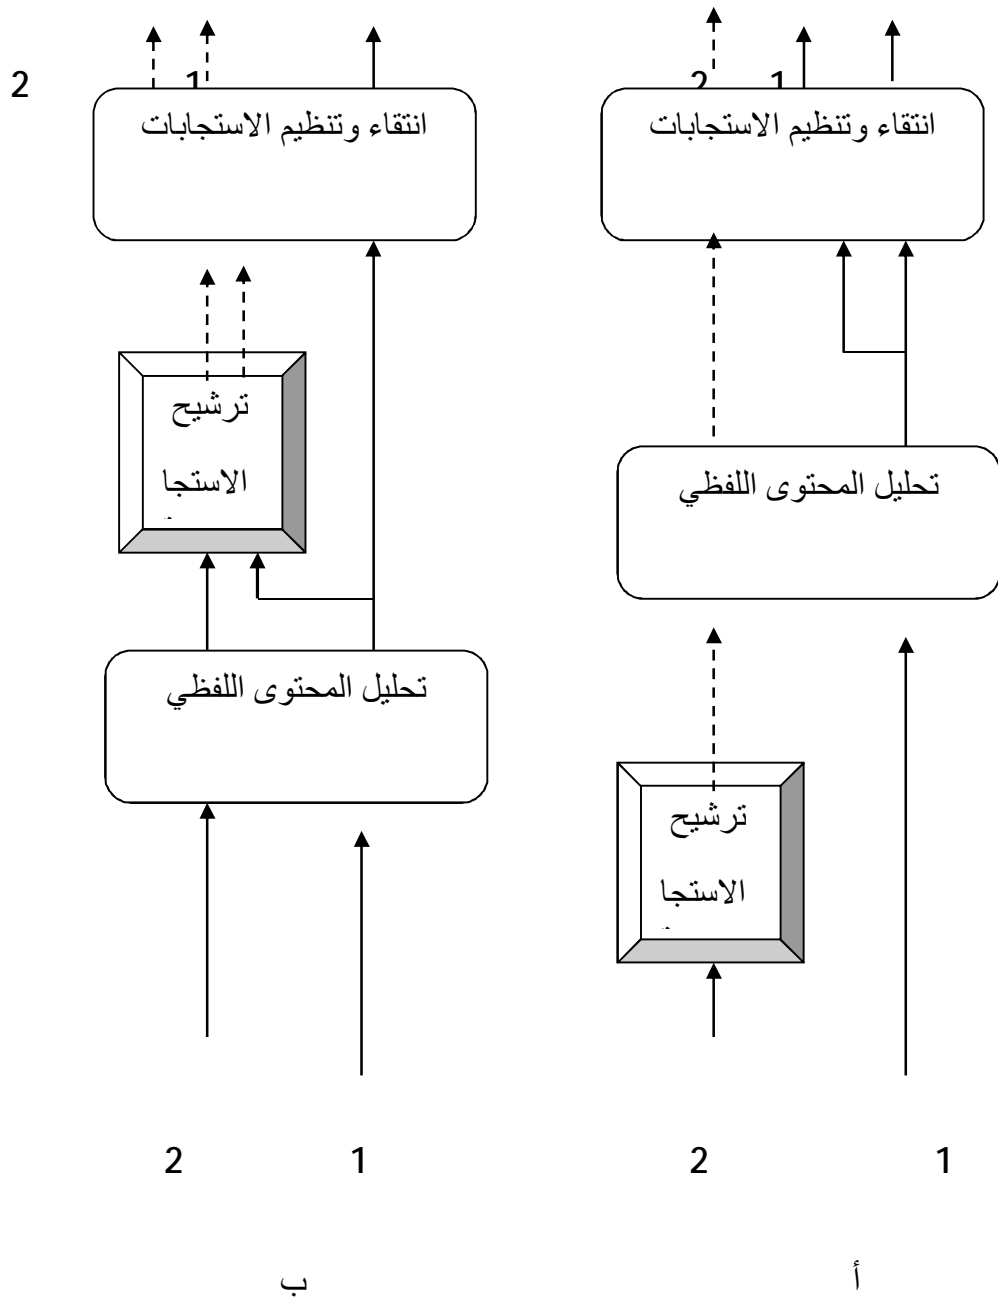 2 1 2 1
انتقاء وتنظيم الاستجابات
انتقاء وتنظيم الاستجابات
ترشيح
الاستجا
تحليل المحتوى اللفظي
تحليل المحتوى اللفظي
ترشيح
الاستجا
2 1 2 1
أ
ب